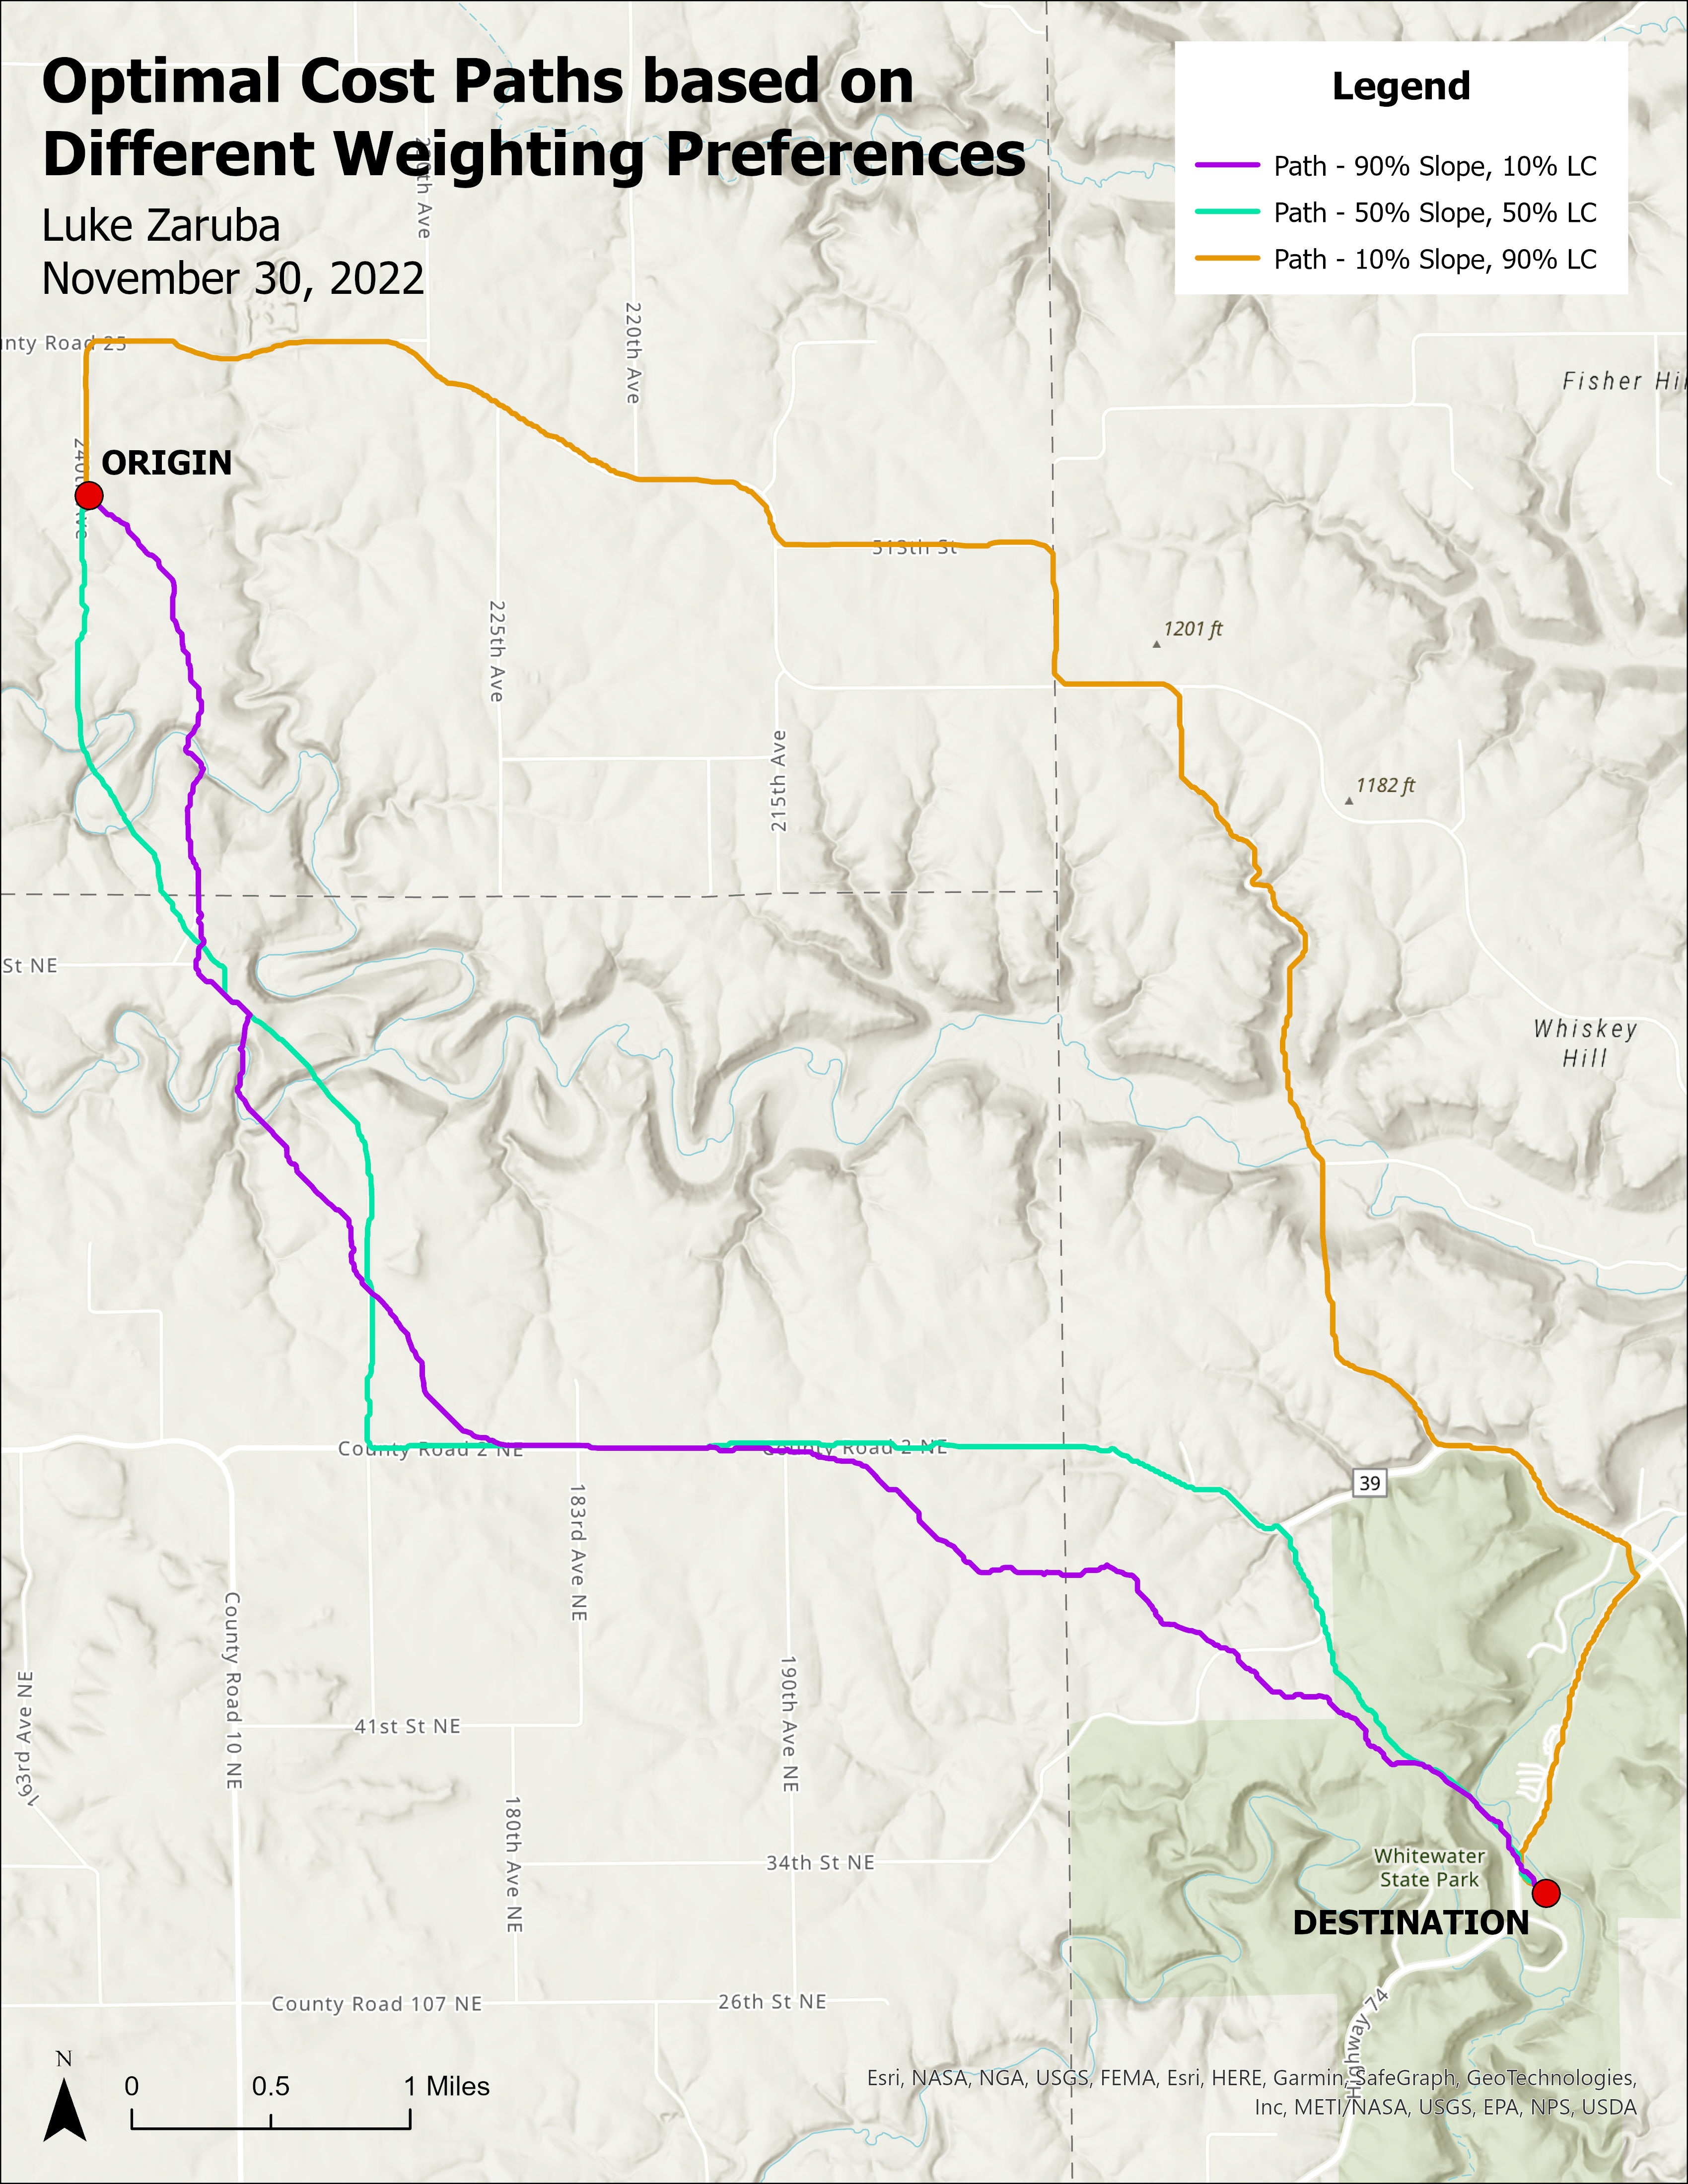 Optimal Cost Paths based on
Different Weighting Preferences
Luke Zaruba
November 30, 2022
Legend
Path - 90% Slope, 10% LC
Path - 50% Slope, 50% LC
Path - 10% Slope, 90% LC
220th Ave
unty Road 25
Fisher Hi
ORIGIN
240th Ave
513th St
225th Ave
1201 ft
215th Ave
1182 ft
St NE
Whiskey
Hill
County Road 2 NE
County Road 2 NE
39
183rd Ave NE
County Road 10 NE
163rd Ave NE
190th Ave NE
41st St NE
180th Ave NE
34th St NE
Whitewater
State Park
DESTINATION
County Road 107 NE
26th St NE
Highway 74
N
0 0.5 1 Miles
Esri, NASA, NGA, USGS, FEMA, Esri, HERE, Garmin, SafeGraph, GeoTechnologies,
Inc, METI/NASA, USGS, EPA, NPS, USDA